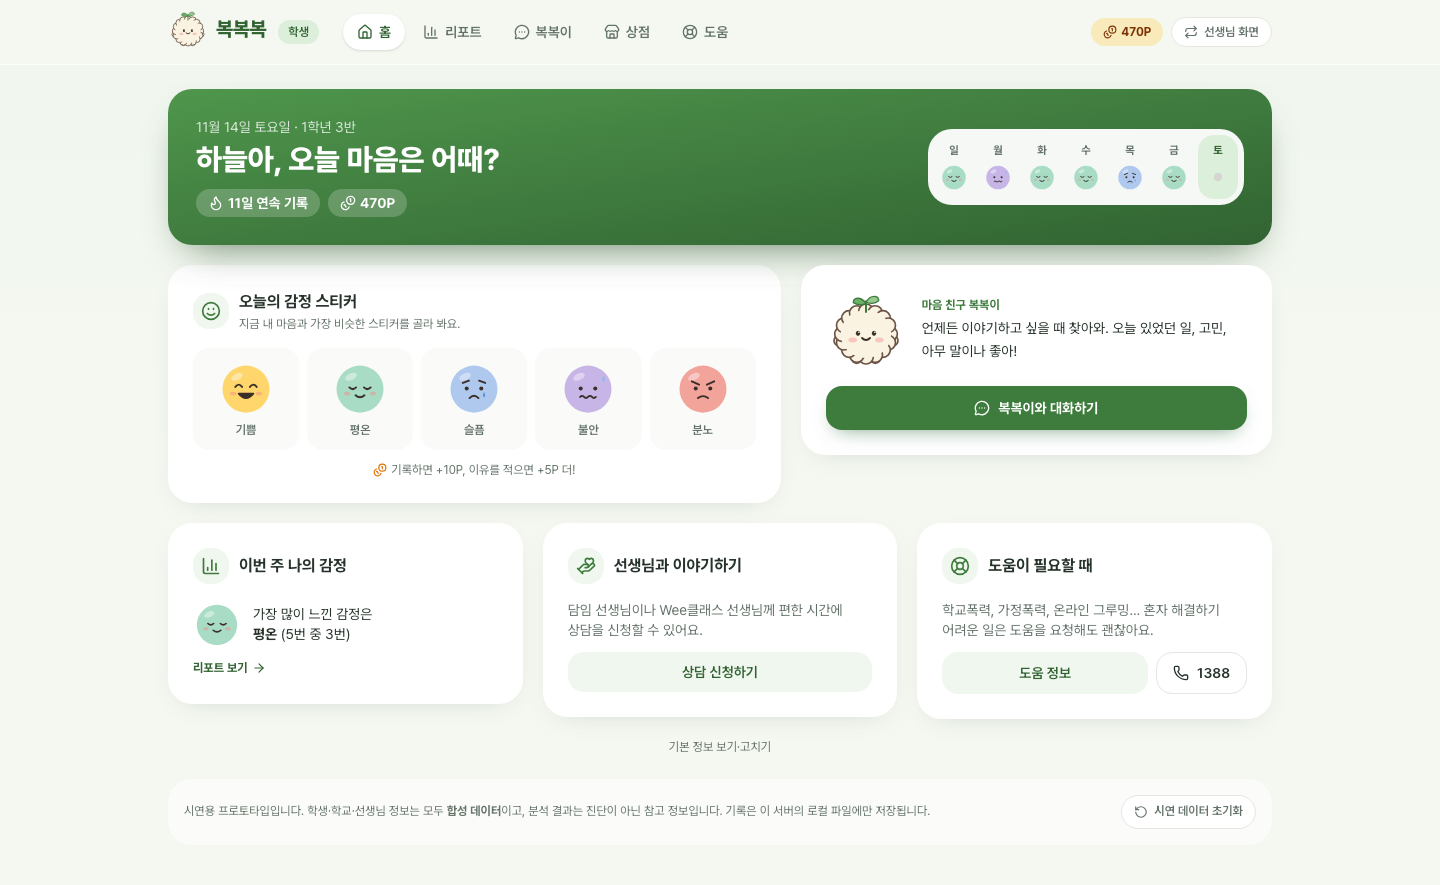 복복복 학생 홈 리포트 복복이 상점 도움 470P 선생님 화면
11월 14일 토요일 · 1학년 3반
하늘아, 오늘 마음은 어때?
11일 연속 기록 470P
일 월 화 수 목 금 토
오늘의 감정 스티커
지금 내 마음과 가장 비슷한 스티커를 골라 봐요.
기쁨 평온 슬픔 불안 분노
기록하면 +10P, 이유를 적으면 +5P 더!
마음 친구 복복이
언제든 이야기하고 싶을 때 찾아와. 오늘 있었던 일, 고민,
아무 말이나 좋아!
복복이와 대화하기
이번 주 나의 감정
가장 많이 느낀 감정은
평온 (5번 중 3번)
리포트 보기
선생님과 이야기하기
담임 선생님이나 Wee클래스 선생님께 편한 시간에
상담을 신청할 수 있어요.
상담 신청하기
도움이 필요할 때
학교폭력, 가정폭력, 온라인 그루밍... 혼자 해결하기
어려운 일은 도움을 요청해도 괜찮아요.
도움 정보 1388
기본 정보 보기·고치기
시연용 프로토타입입니다. 학생·학교·선생님 정보는 모두 합성 데이터이고, 분석 결과는 진단이 아닌 참고 정보입니다. 기록은 이 서버의 로컬 파일에만 저장됩니다.
시연 데이터 초기화